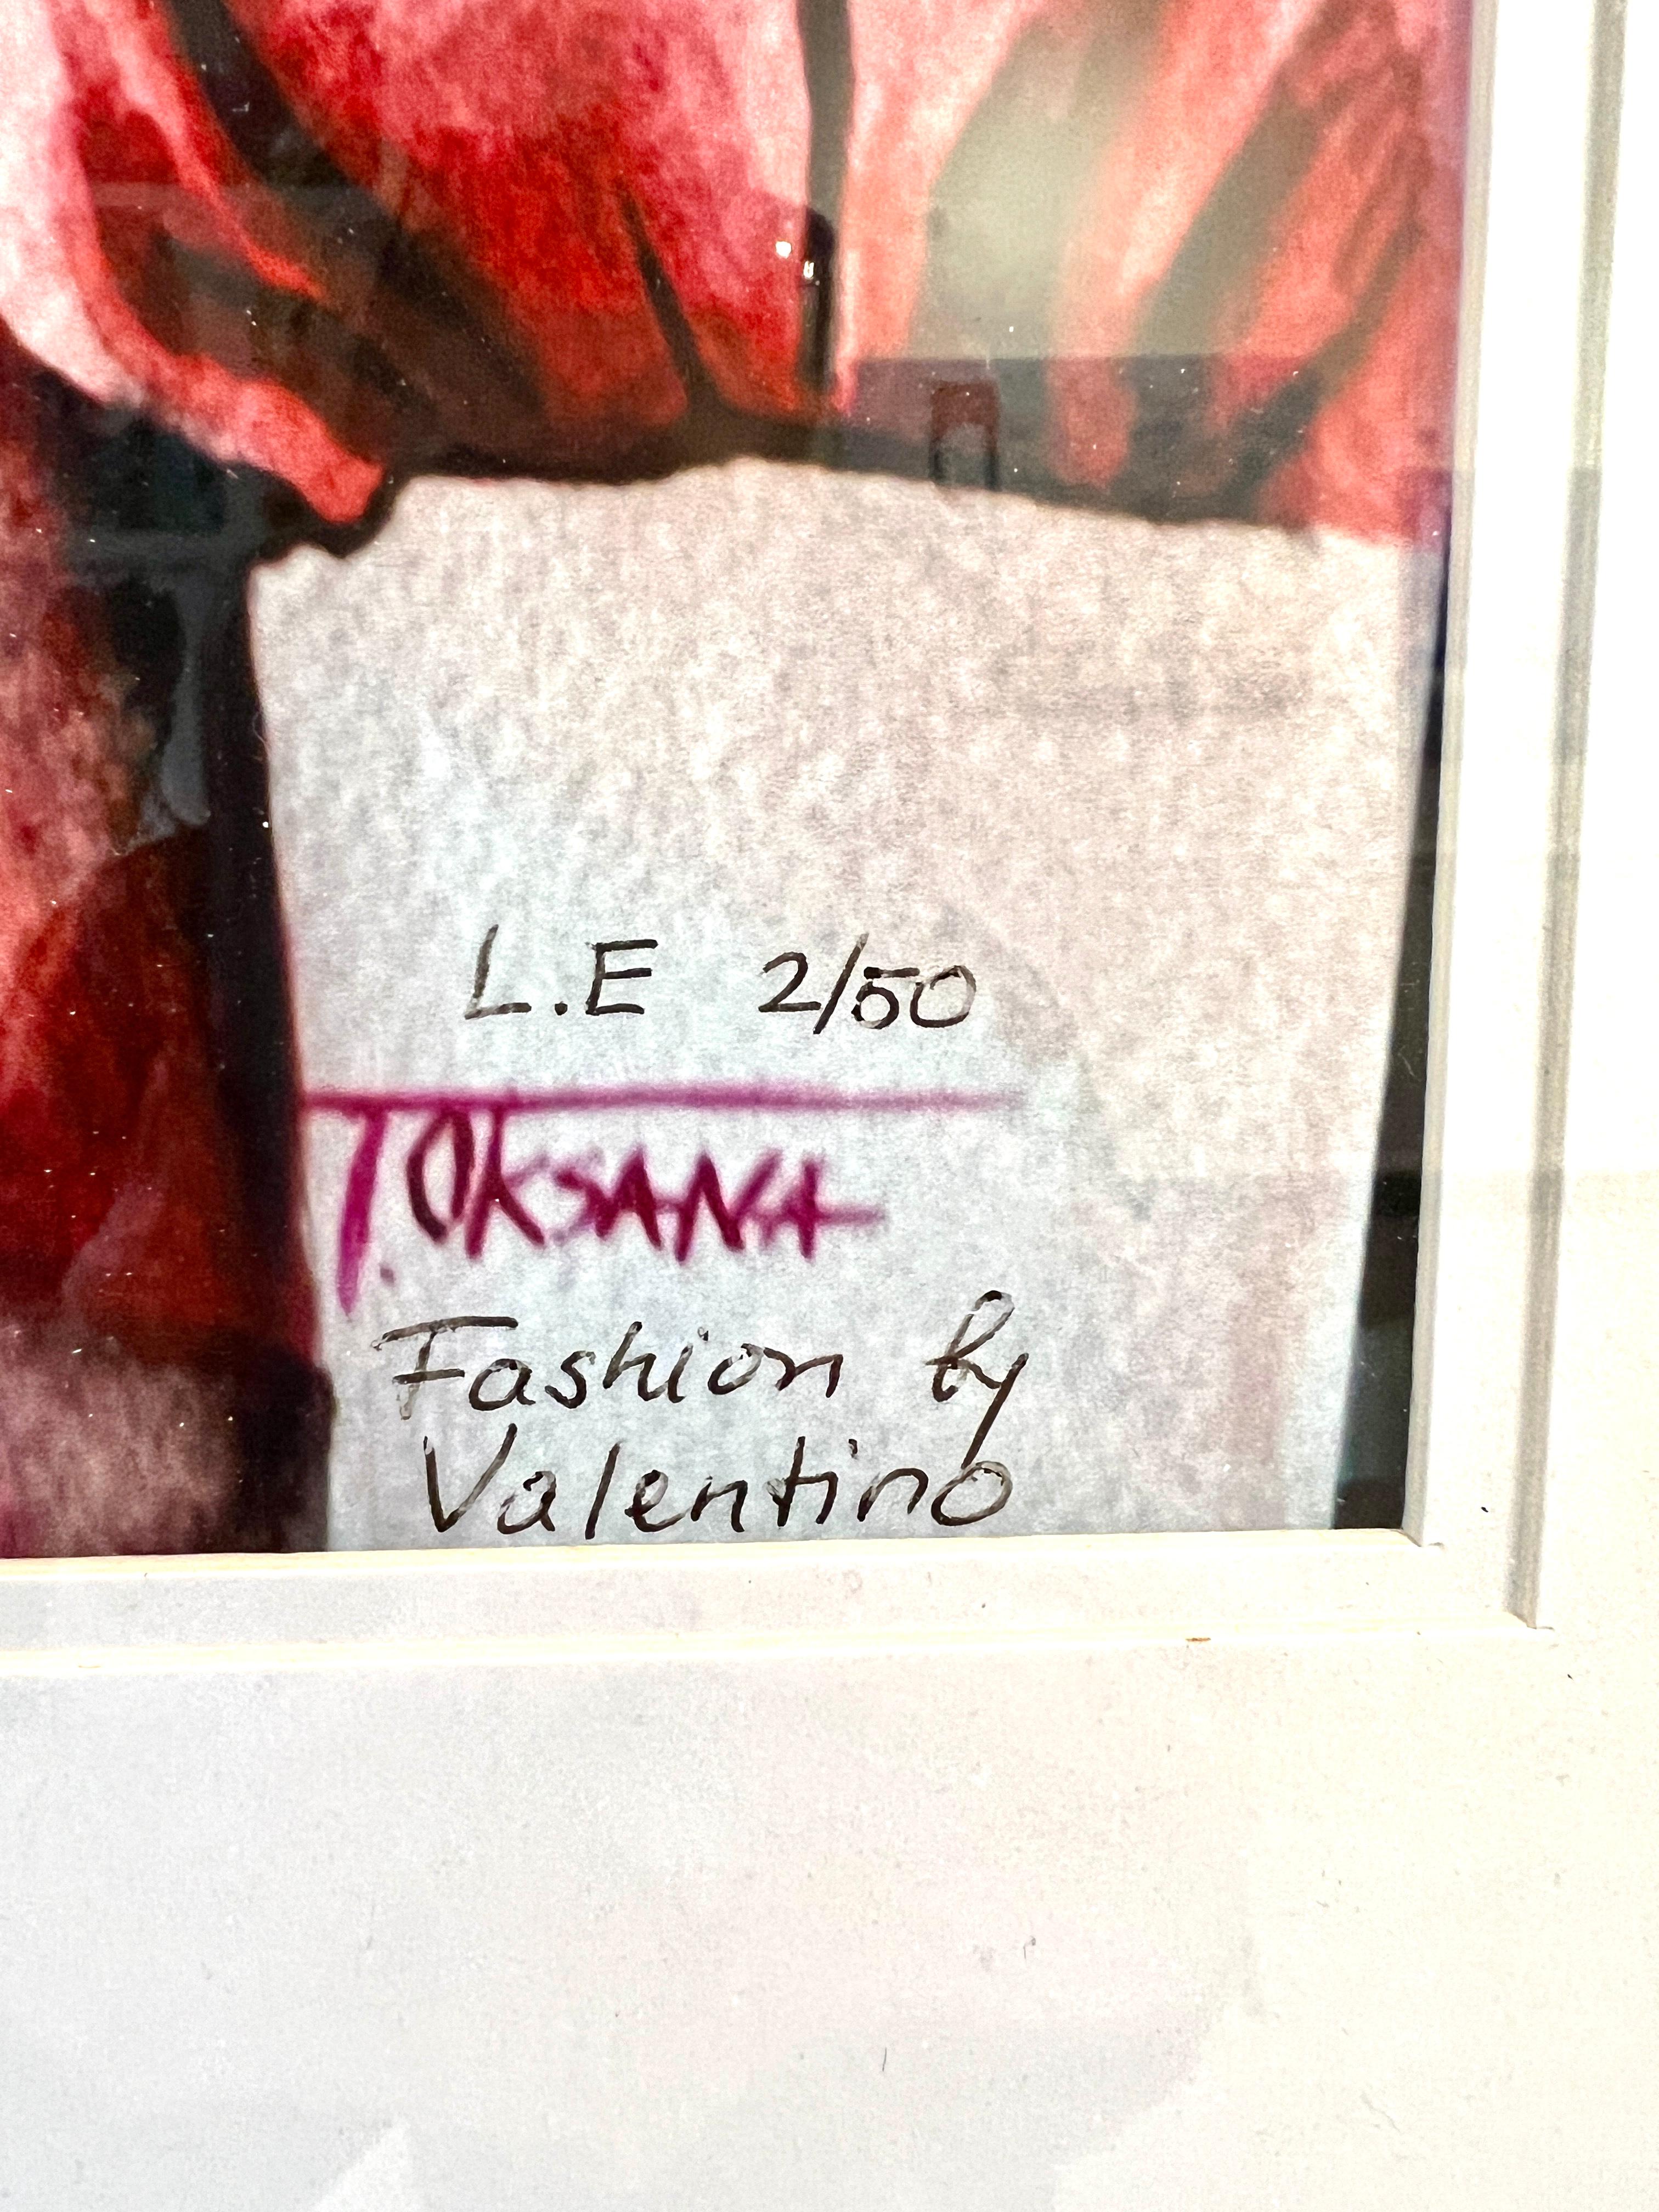 L.E 2/50
T.OKSANA
Fashion by
Valentino